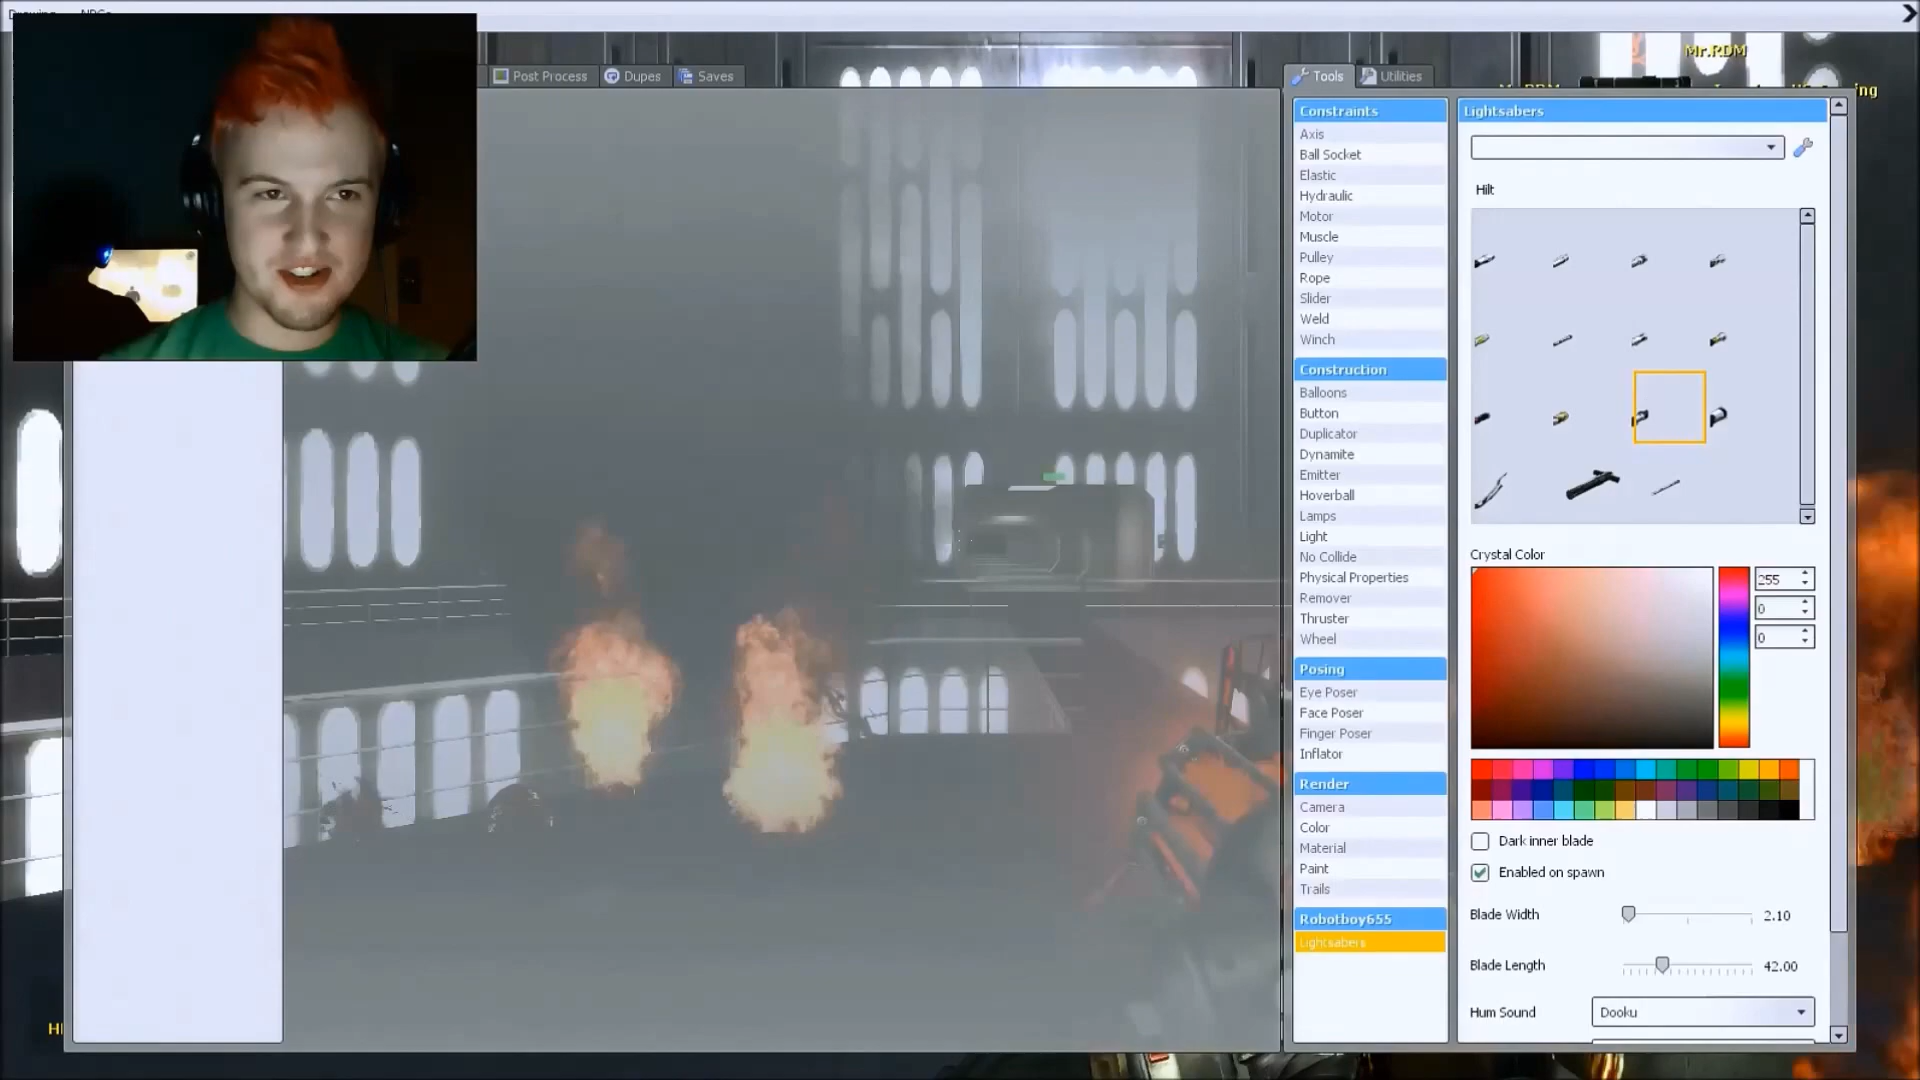 Mr.RDM
Post Process
Dupes
Saves
Tools
Utilities
Constraints
Axis
Ball Socket
Elastic
Hydraulic
Motor
Muscle
Pulley
Rope
Slider
Weld
Winch
Construction
Balloons
Button
Duplicator
Dynamite
Emitter
Hoverball
Lamps
Light
No Collide
Physical Properties
Remover
Thruster
Wheel
Posing
Eye Poser
Face Poser
Finger Poser
Inflator
Render
Camera
Color
Material
Paint
Trails
Robotboy655
Lightsabers
Lightsabers
Hilt
Crystal Color
255
0
0
Dark inner blade
Enabled on spawn
Blade Width 2.10
Blade Length 42.00
Hum Sound Dooku